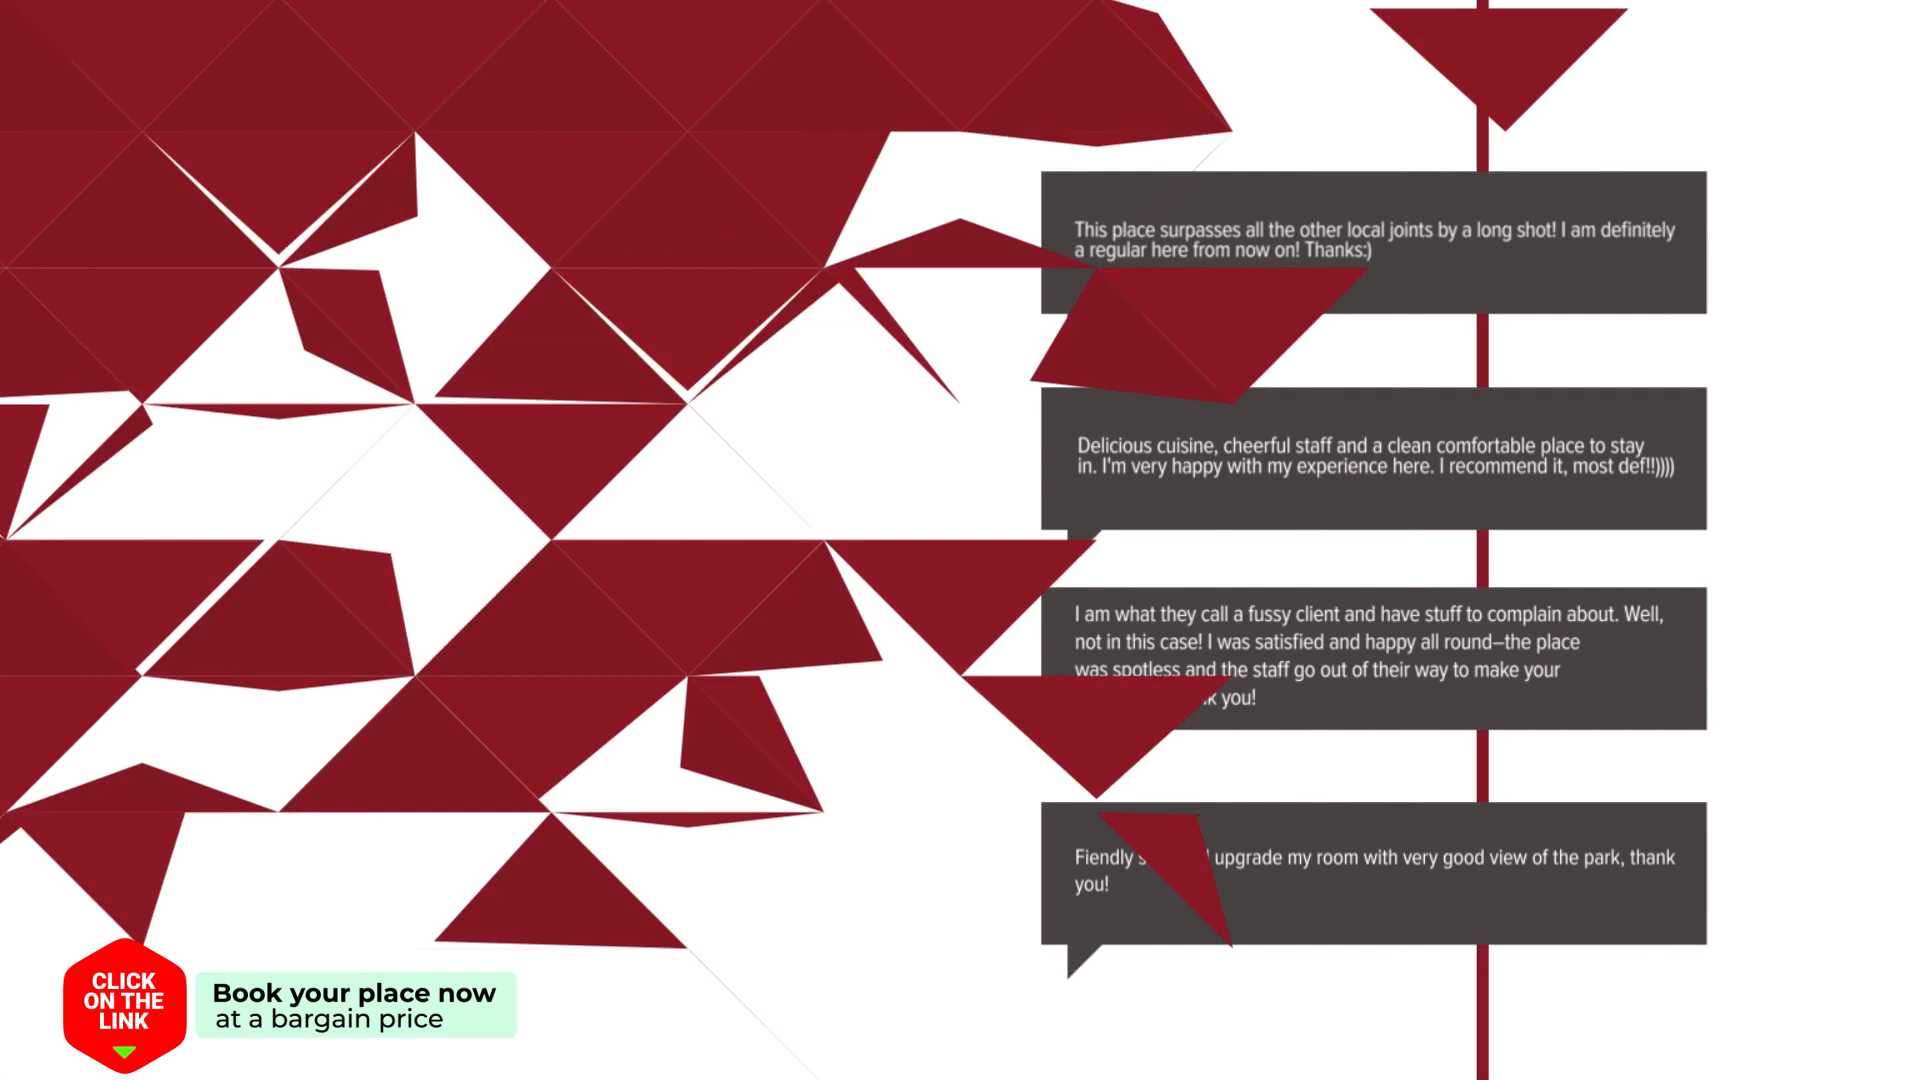 This place surpasses all the other local joints by a long shot! I am definitely
a regular here from now on! Thanks:)
Delicious cuisine, cheerful staff and a clean comfortable place to stay
in. I'm very happy with my experience here. I recommend it, most def!!))))
I am what they call a fussy client and have stuff to complain about. Well,
not in this case! I was satisfied and happy all round–the place
was spotless and the staff go out of their way to make your
you!
Fiendly upgrade my room with very good view of the park, thank
you!
CLICK
ON THE
LINK
Book your place now
at a bargain price